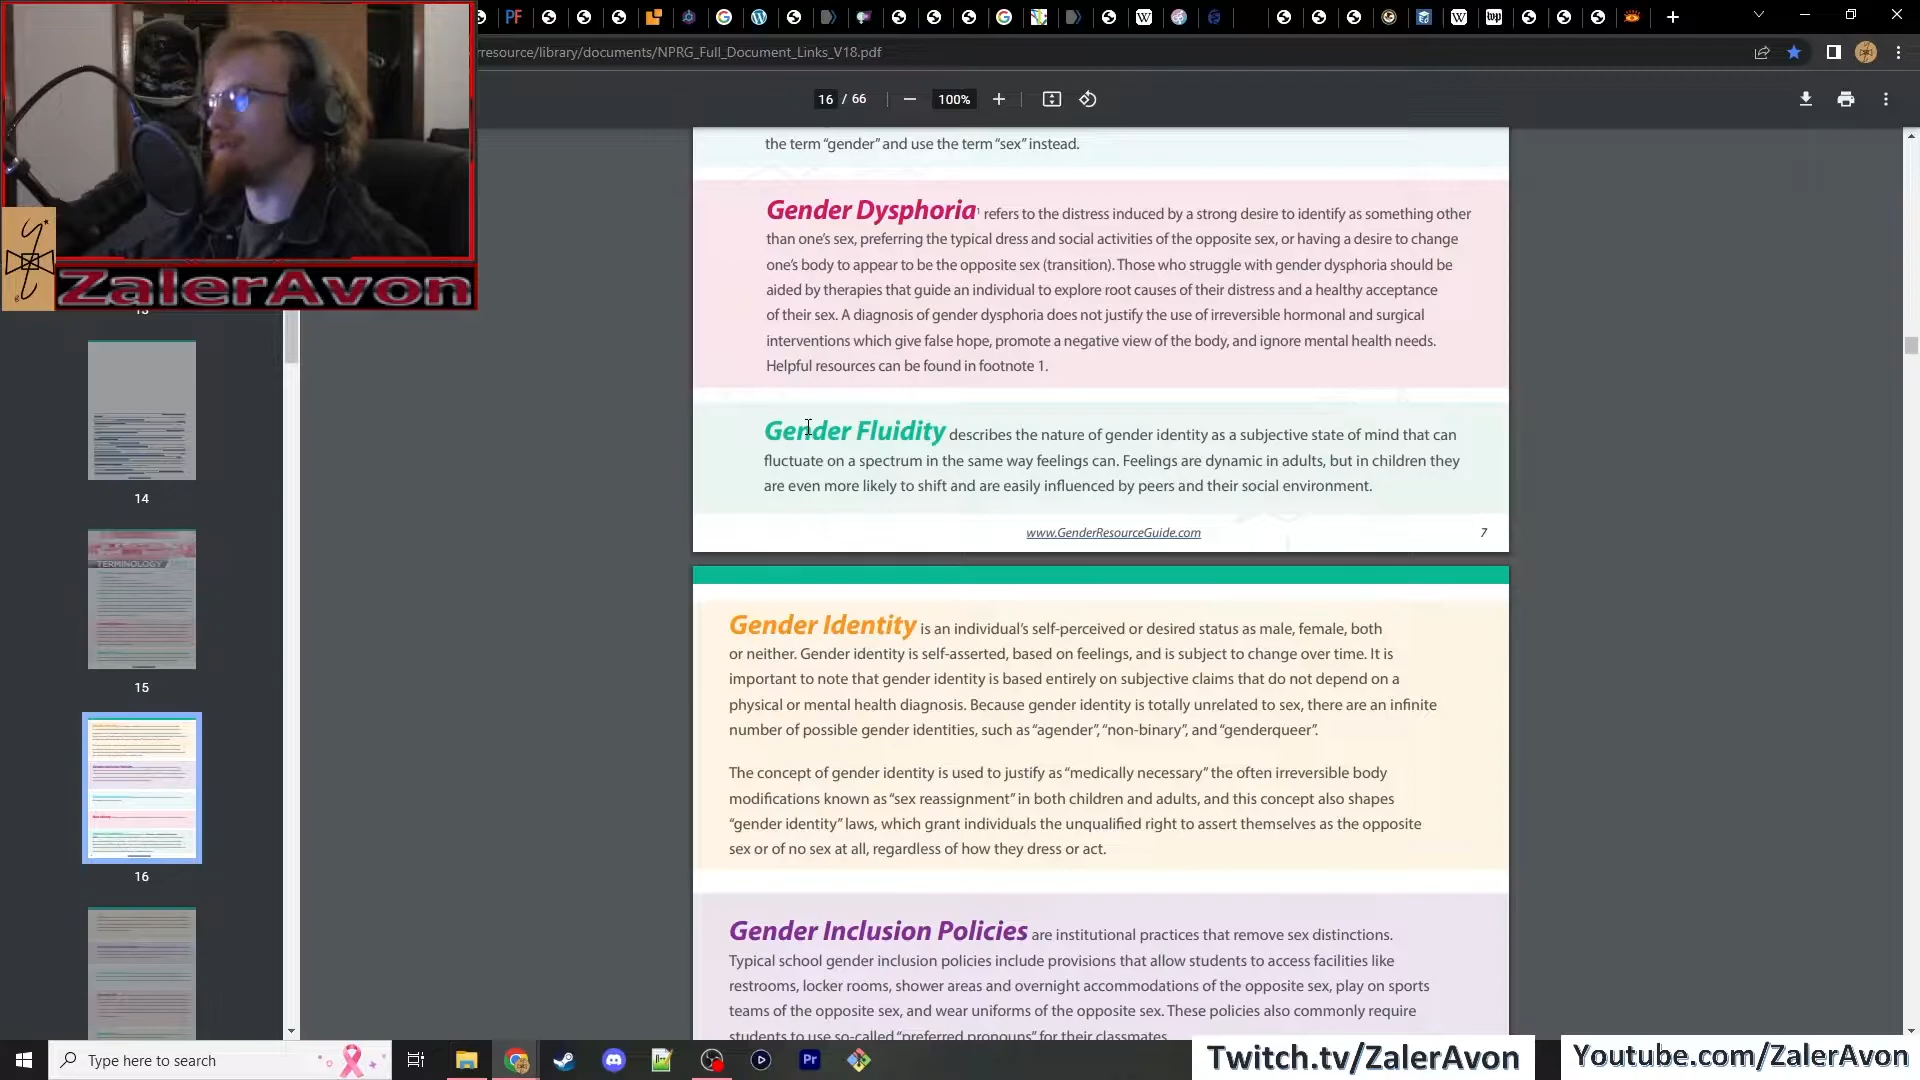 PF
W
W
rresource/library/documents/NPRG_Full_Document_Links_V18.pdf
16 / 66
100%
the term “gender” and use the term “sex” instead.
Gender Dysphoria¹ refers to the distress induced by a strong desire to identify as something other
than one’s sex, preferring the typical dress and social activities of the opposite sex, or having a desire to change
one’s body to appear to be the opposite sex (transition). Those who struggle with gender dysphoria should be
aided by therapies that guide an individual to explore root causes of their distress and a healthy acceptance
of their sex. A diagnosis of gender dysphoria does not justify the use of irreversible hormonal and surgical
interventions which give false hope, promote a negative view of the body, and ignore mental health needs.
Helpful resources can be found in footnote 1.
Gender Fluidity describes the nature of gender identity as a subjective state of mind that can
fluctuate on a spectrum in the same way feelings can. Feelings are dynamic in adults, but in children they
are even more likely to shift and are easily influenced by peers and their social environment.
www.GenderResourceGuide.com
7
Gender Identity is an individual’s self-perceived or desired status as male, female, both
or neither. Gender identity is self-asserted, based on feelings, and is subject to change over time. It is
important to note that gender identity is based entirely on subjective claims that do not depend on a
physical or mental health diagnosis. Because gender identity is totally unrelated to sex, there are an infinite
number of possible gender identities, such as “agender”, “non-binary”, and “genderqueer”.
The concept of gender identity is used to justify as “medically necessary” the often irreversible body
modifications known as “sex reassignment” in both children and adults, and this concept also shapes
“gender identity” laws, which grant individuals the unqualified right to assert themselves as the opposite
sex or of no sex at all, regardless of how they dress or act.
Gender Inclusion Policies are institutional practices that remove sex distinctions.
Typical school gender inclusion policies include provisions that allow students to access facilities like
restrooms, locker rooms, shower areas and overnight accommodations of the opposite sex, play on sports
teams of the opposite sex, and wear uniforms of the opposite sex. These policies also commonly require
students to use so-called “preferred pronouns” for their classmates.
ZalerAvon
13
14
TERMINOLOGY
15
16
Type here to search
Pr
Twitch.tv/ZalerAvon
Youtube.com/ZalerAvon